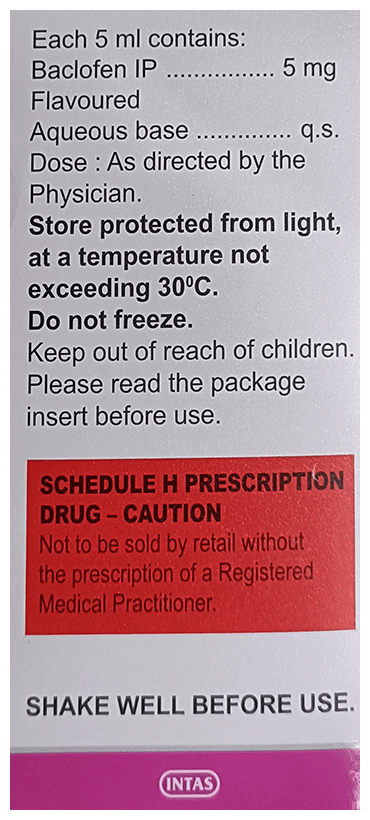 Each 5 ml contains:
Baclofen IP ................ 5 mg
Flavoured
Aqueous base .............. q.s.
Dose : As directed by the
Physician.
Store protected from light,
at a temperature not
exceeding 30⁰C.
Do not freeze.
Keep out of reach of children.
Please read the package
insert before use.
SCHEDULE H PRESCRIPTION
DRUG – CAUTION
Not to be sold by retail without
the prescription of a Registered
Medical Practitioner.
SHAKE WELL BEFORE USE.
INTAS